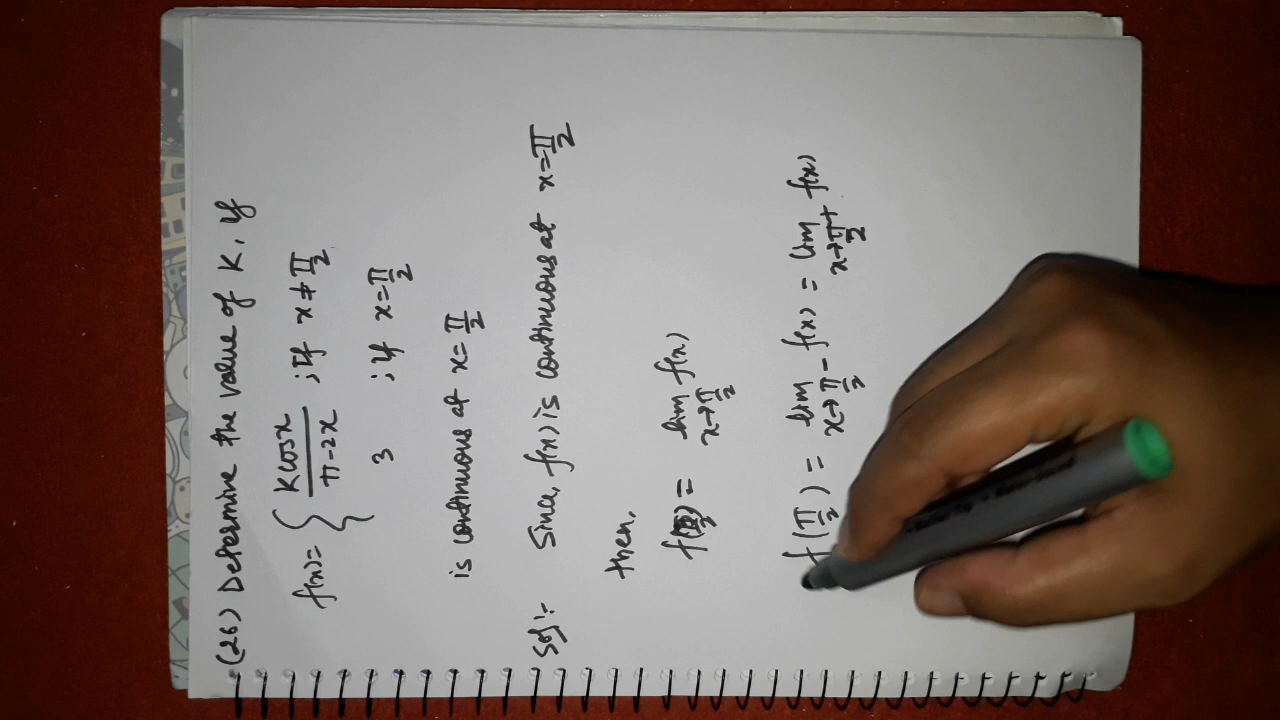 (26) Determine the value of K, if
f(x) = { Kcosx / π-2x ; if x ≠ π/2
3 ; if x = π/2
is continuous at x = π/2
Sol:- Since, f(x) is continuous at x = π/2
then,
f(π/2) = lim x→π/2 f(x)
f(π/2) = lim x→π/2- f(x) = lim x→π/2+ f(x)